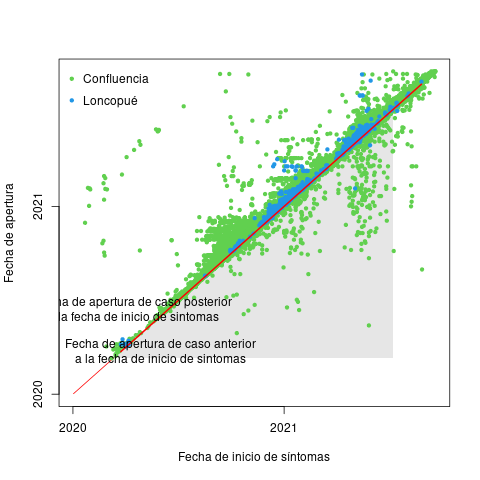 Confluencia
Loncopué
2021
Fecha de apertura
na de apertura de caso posterior
la fecha de inicio de síntomas
Fecha de apertura de caso anterior
a la fecha de inicio de síntomas
2020
2020
2021
Fecha de inicio de síntomas